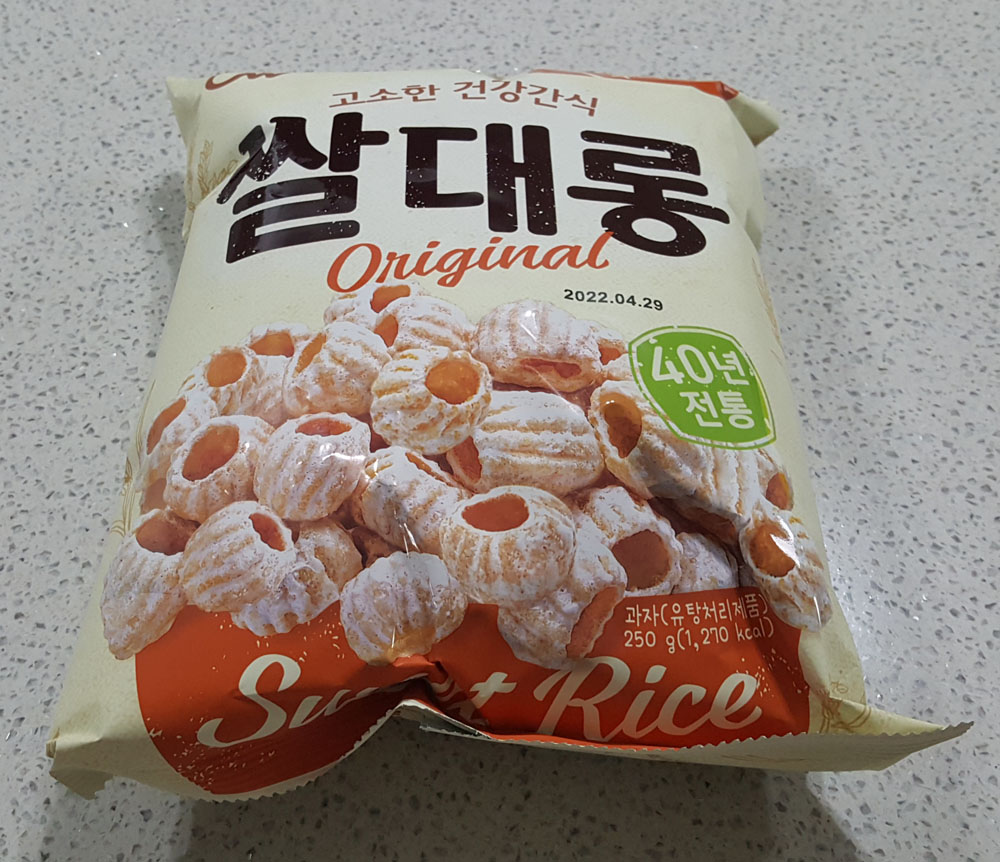 고소한 건강간식
쌀대롱
Original
2022.04.29
40년
전통
과자(유탕처리제품)
250 g(1,270 kcal)
Sweet Rice